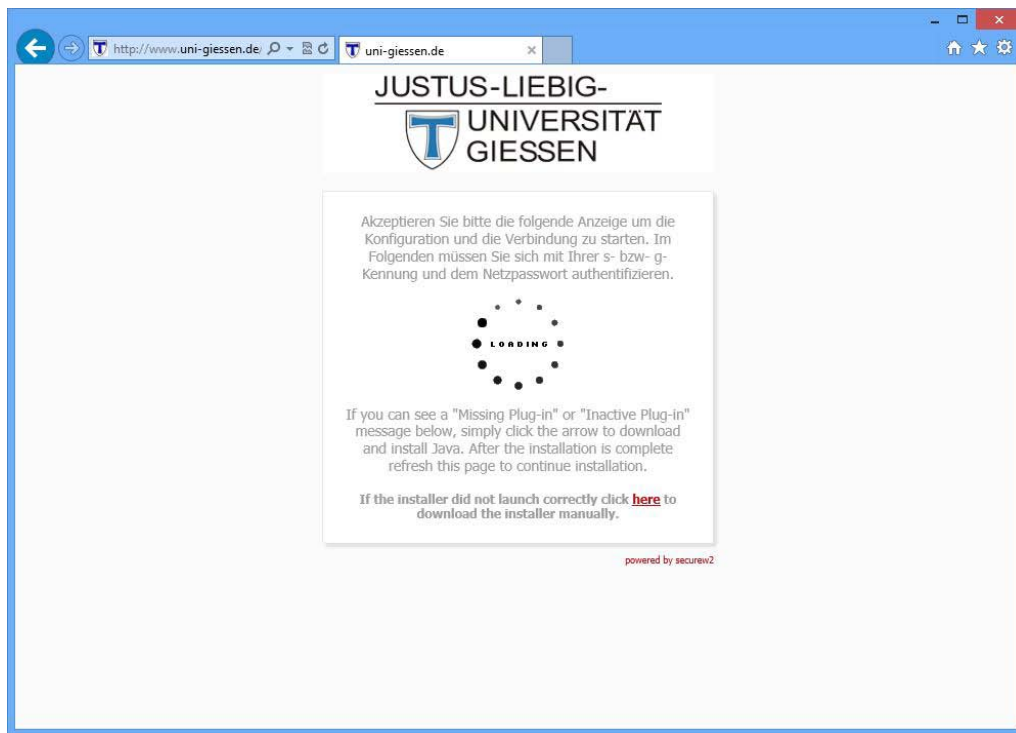 http://www.uni-giessen.de/
uni-giessen.de
JUSTUS-LIEBIG-
UNIVERSITÄT
GIESSEN
Akzeptieren Sie bitte die folgende Anzeige um die
Konfiguration und die Verbindung zu starten. Im
Folgenden müssen Sie sich mit Ihrer s- bzw- g-
Kennung und dem Netzpasswort authentifizieren.
LOADING
If you can see a "Missing Plug-in" or "Inactive Plug-in"
message below, simply click the arrow to download
and install Java. After the installation is complete
refresh this page to continue installation.
If the installer did not launch correctly click here to
download the installer manually.
powered by securew2